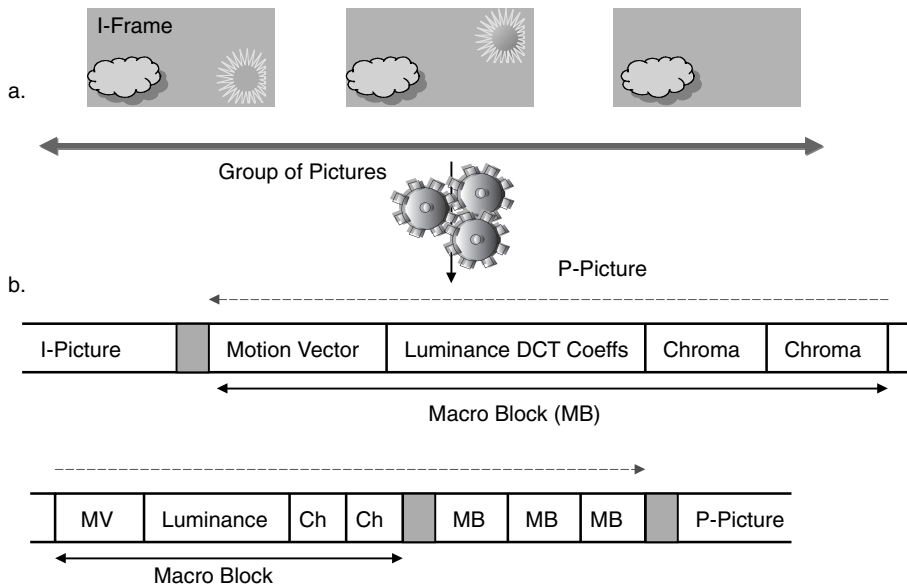 I-Frame
a.
Group of Pictures
P-Picture
b.
I-Picture Motion Vector Luminance DCT Coeffs Chroma Chroma
Macro Block (MB)
MV Luminance Ch Ch MB MB MB P-Picture
Macro Block